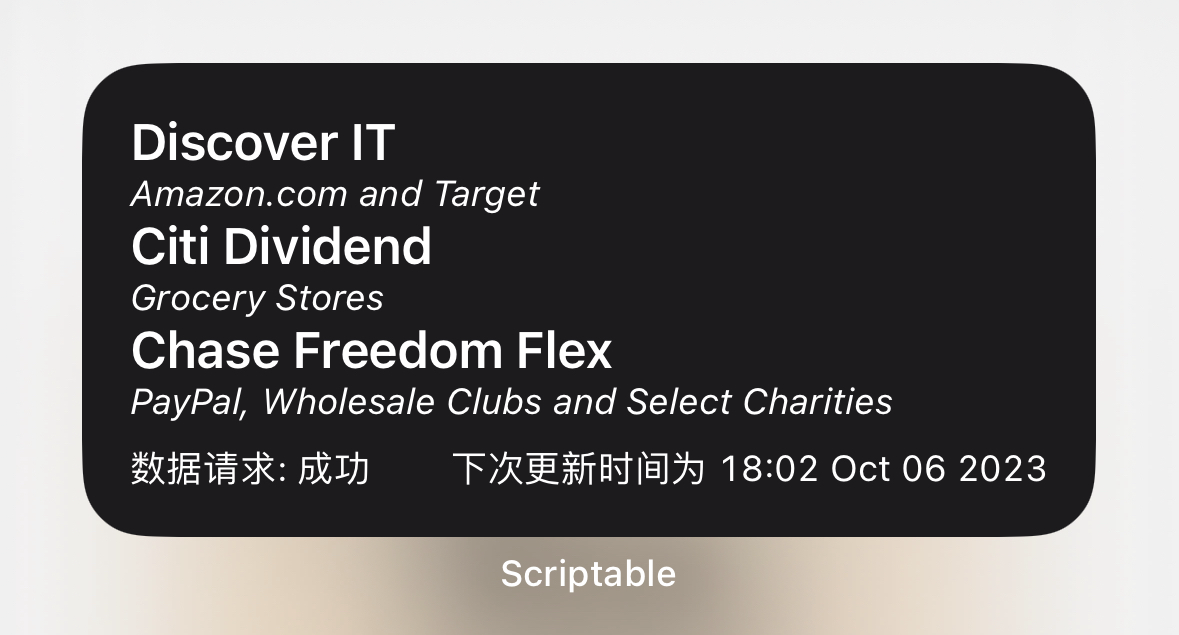 Discover IT
Amazon.com and Target
Citi Dividend
Grocery Stores
Chase Freedom Flex
PayPal, Wholesale Clubs and Select Charities
数据请求: 成功 下次更新时间为 18:02 Oct 06 2023
Scriptable